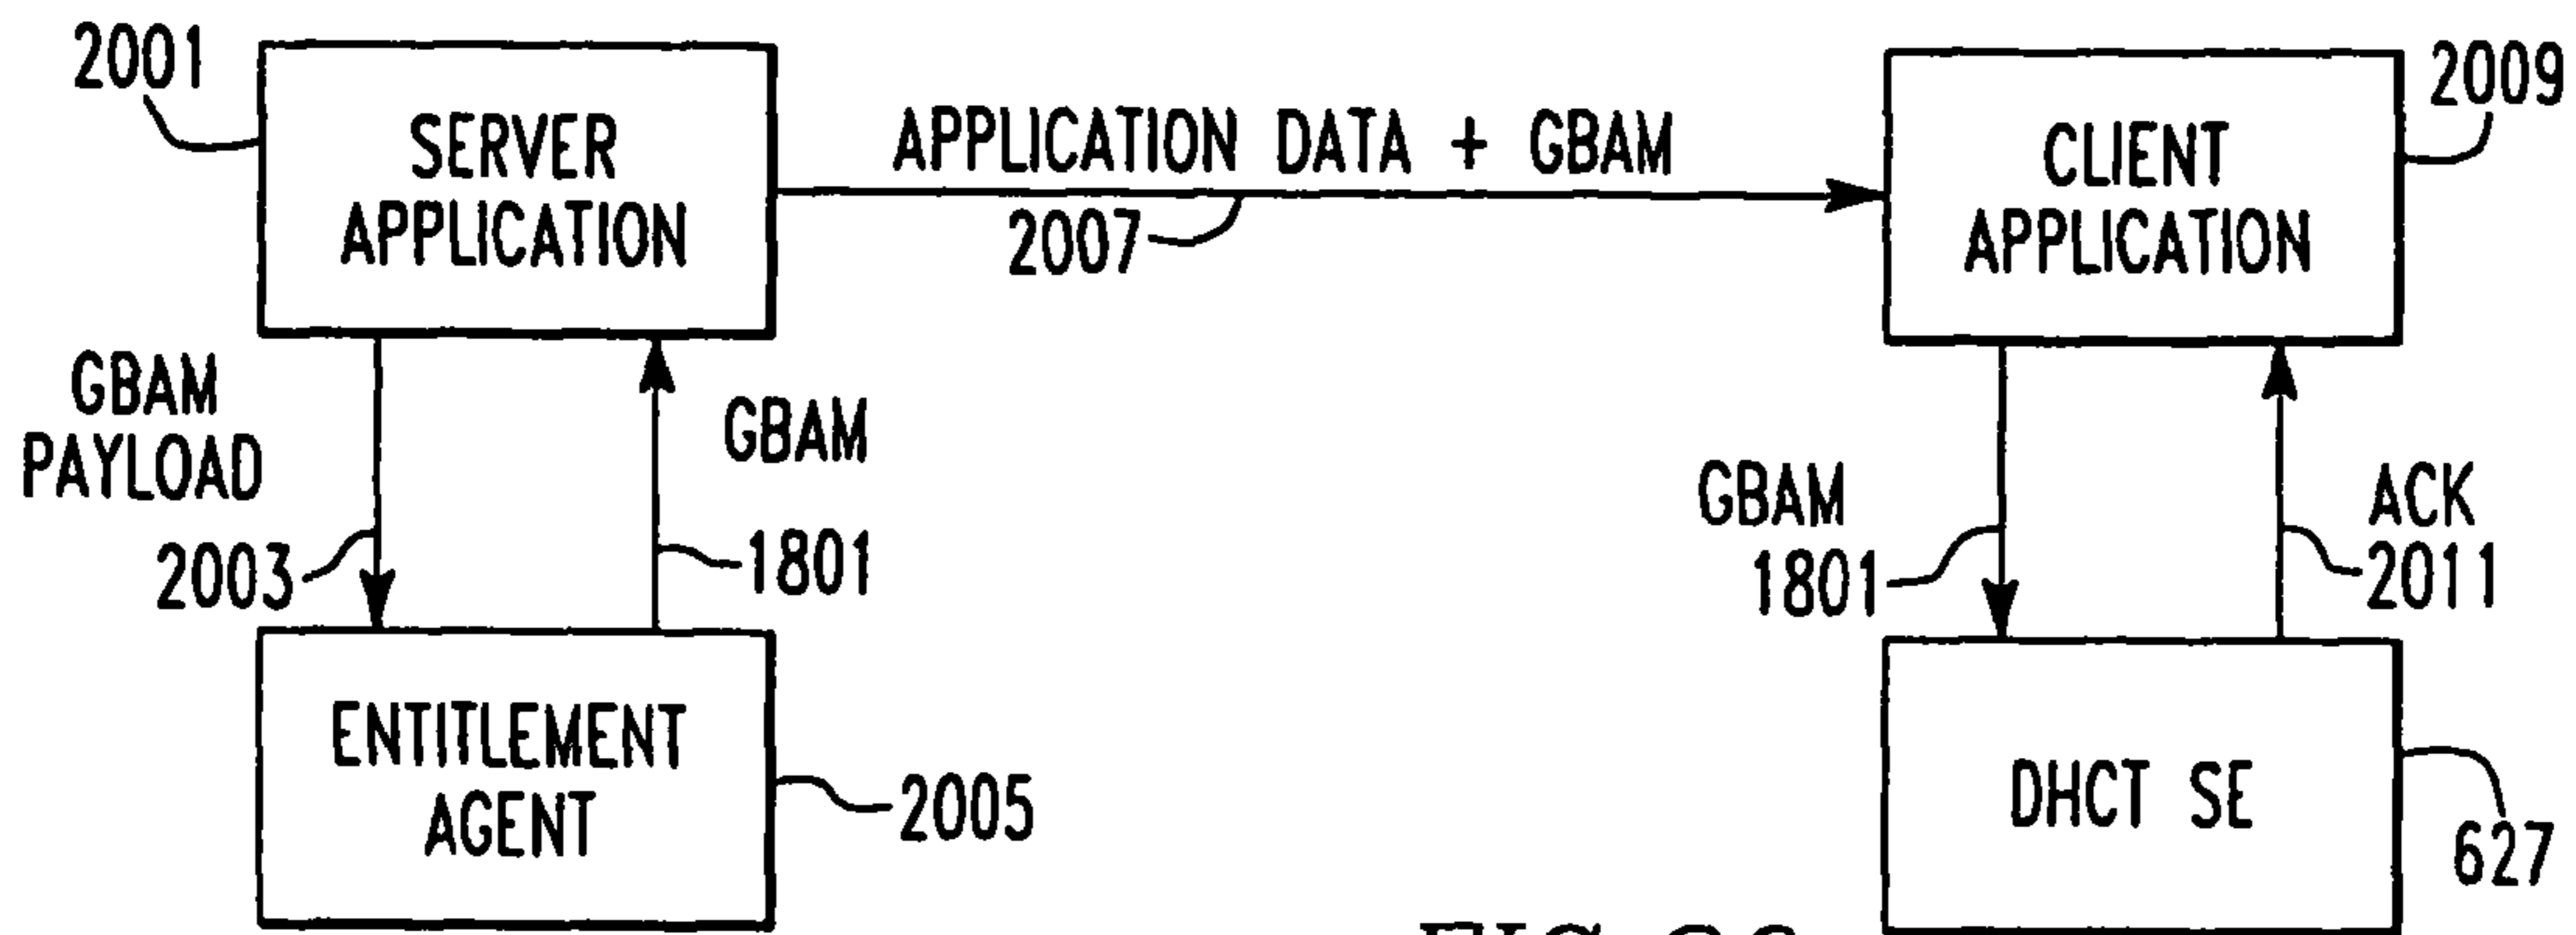 2001
SERVER
APPLICATION
APPLICATION DATA + GBAM
2007
CLIENT
APPLICATION
2009
GBAM
PAYLOAD
2003
GBAM
1801
GBAM
1801
ACK
2011
ENTITLEMENT
AGENT
2005
DHCT SE
627